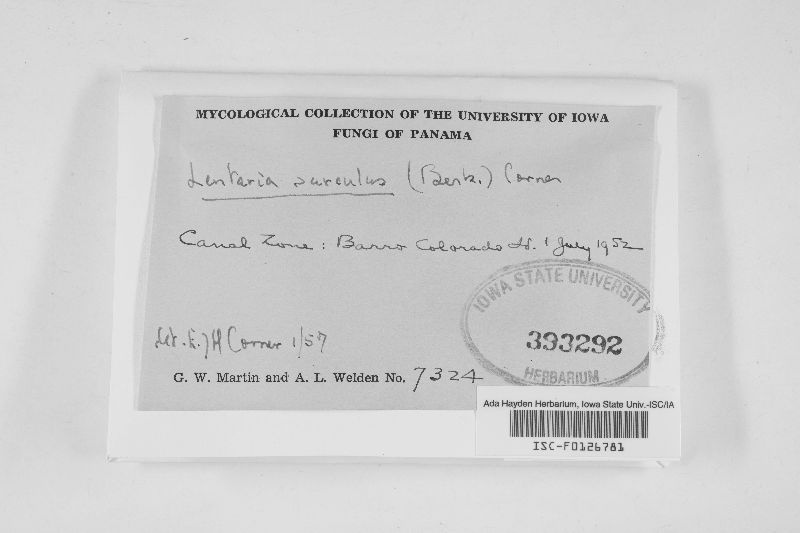 MYCOLOGICAL COLLECTION OF THE UNIVERSITY OF IOWA
FUNGI OF PANAMA
Lentaria surculus (Berk.) Corner
Canal Zone: Barro Colorado Id. 1 July 1952
IOWA STATE UNIVERSITY
393292
HERBARIUM
det. E.J.H. Corner 1/57
G. W. Martin and A. L. Welden No. 7324
Ada Hayden Herbarium, Iowa State Univ.-ISC/IA
ISC-F0126781